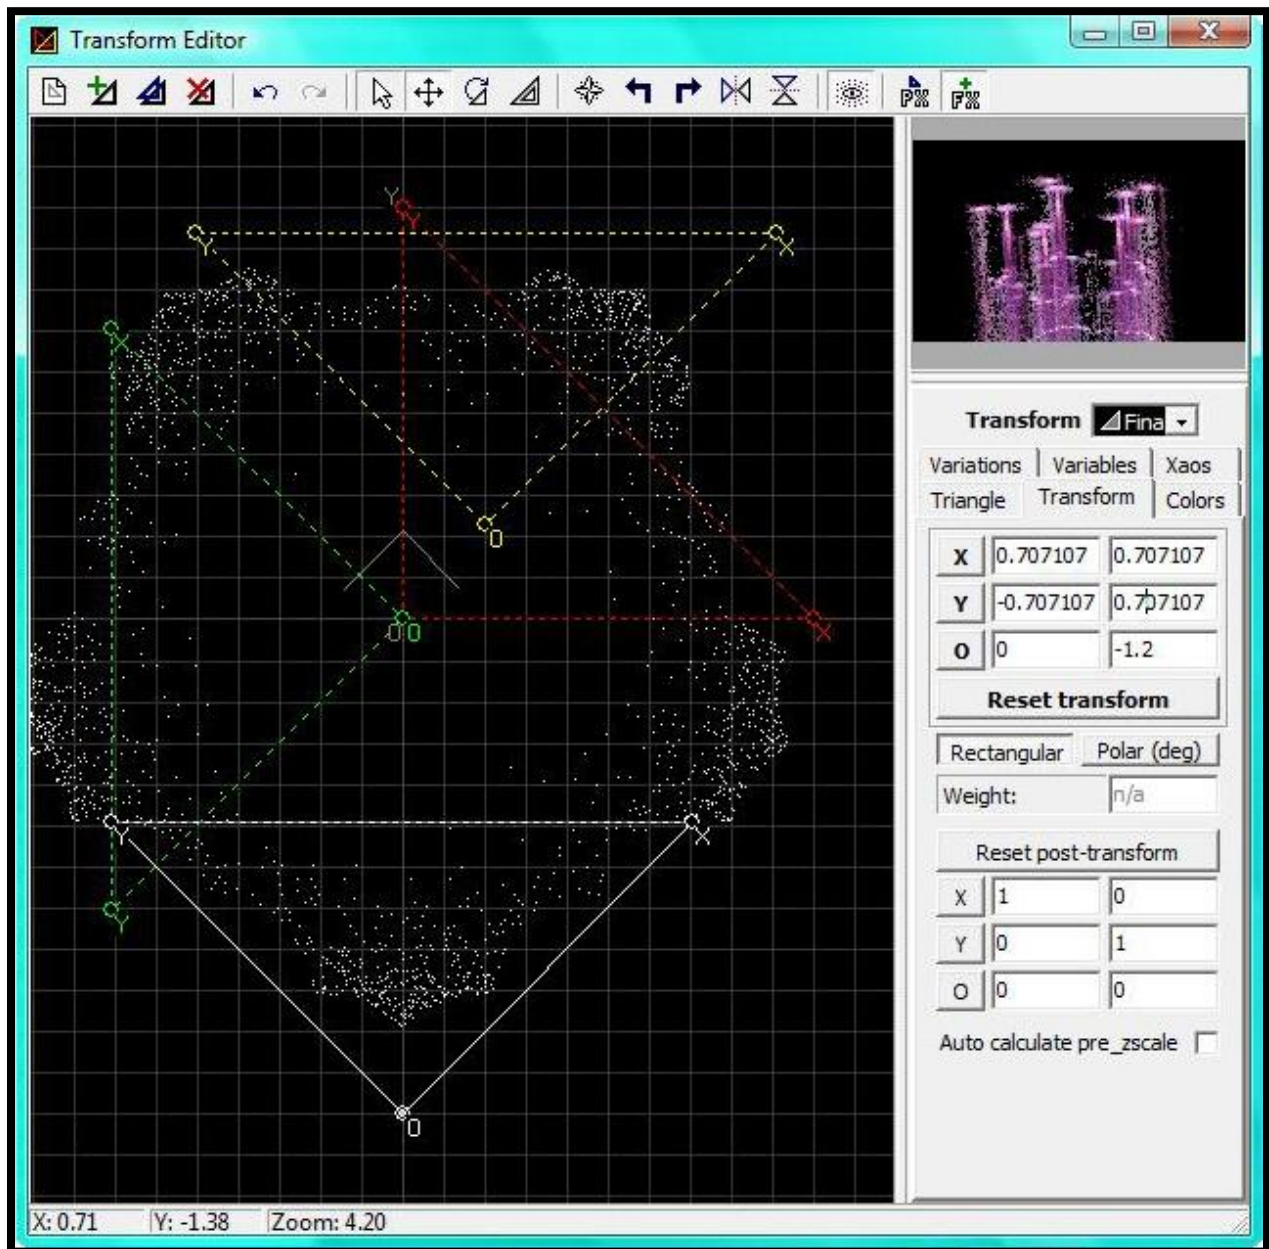 Transform Editor
PX
PX
Y
Y
Y
X
X
O
O O
X
Y
X
Y
O
Transform Fina
Variations Variables Xaos
Triangle Transform Colors
X 0.707107 0.707107
Y -0.707107 0.707107
O 0 -1.2
Reset transform
Rectangular Polar (deg)
Weight: n/a
Reset post-transform
X 1 0
Y 0 1
O 0 0
Auto calculate pre_zscale
X: 0.71 Y: -1.38 Zoom: 4.20